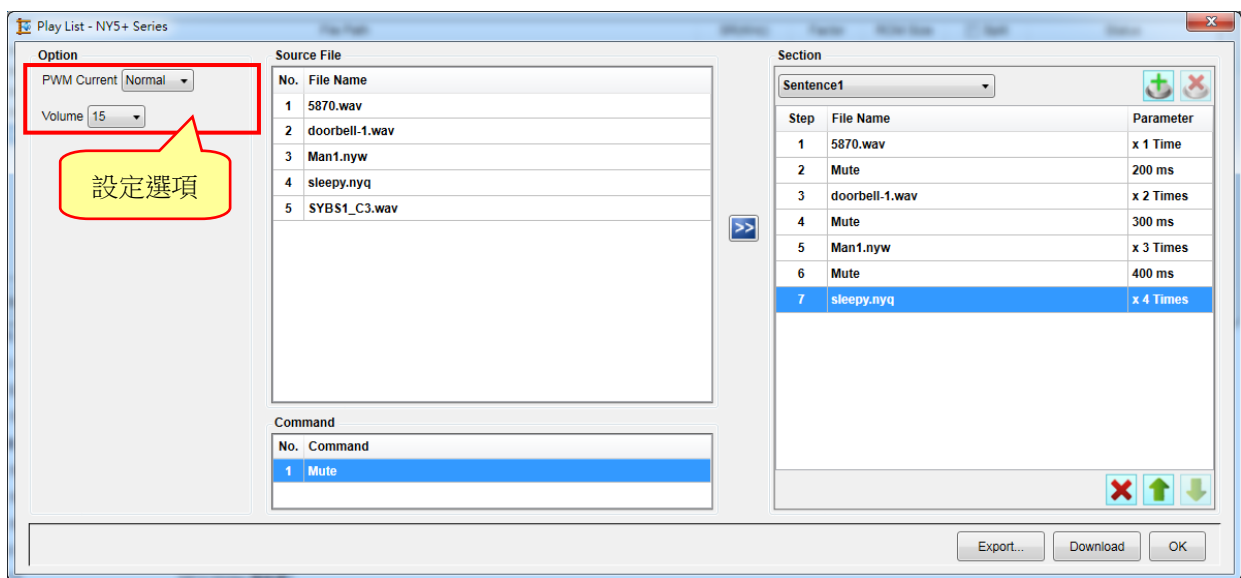 Play List - NY5+ Series
Option
PWM Current Normal
Volume 15
設定選項
Source File
No. File Name
1 5870.wav
2 doorbell-1.wav
3 Man1.nyw
4 sleepy.nyq
5 SYBS1_C3.wav
Command
No. Command
1 Mute
>>
Section
Sentence1
Step File Name Parameter
1 5870.wav x 1 Time
2 Mute 200 ms
3 doorbell-1.wav x 2 Times
4 Mute 300 ms
5 Man1.nyw x 3 Times
6 Mute 400 ms
7 sleepy.nyq x 4 Times
Export... Download OK